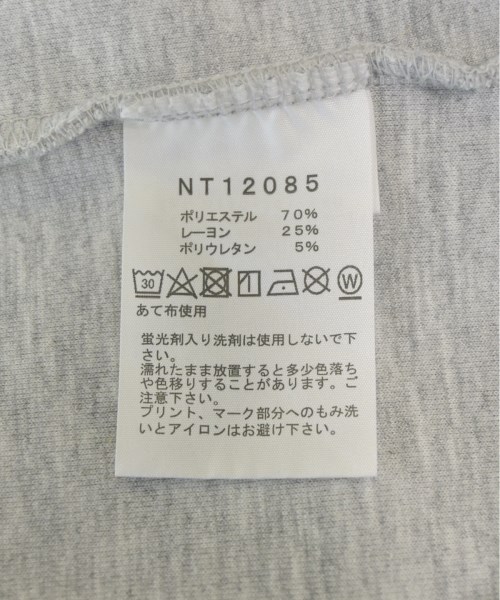 NT12085
ポリエステル 70%
レーヨン 25%
ポリウレタン 5%
30 W
あて布使用
蛍光剤入り洗剤は使用しないで下
さい。
濡れたまま放置すると多少色落ち
や色移りすることがあります。ご
注意下さい。
プリント、マーク部分へのもみ洗
いとアイロンはお避け下さい。